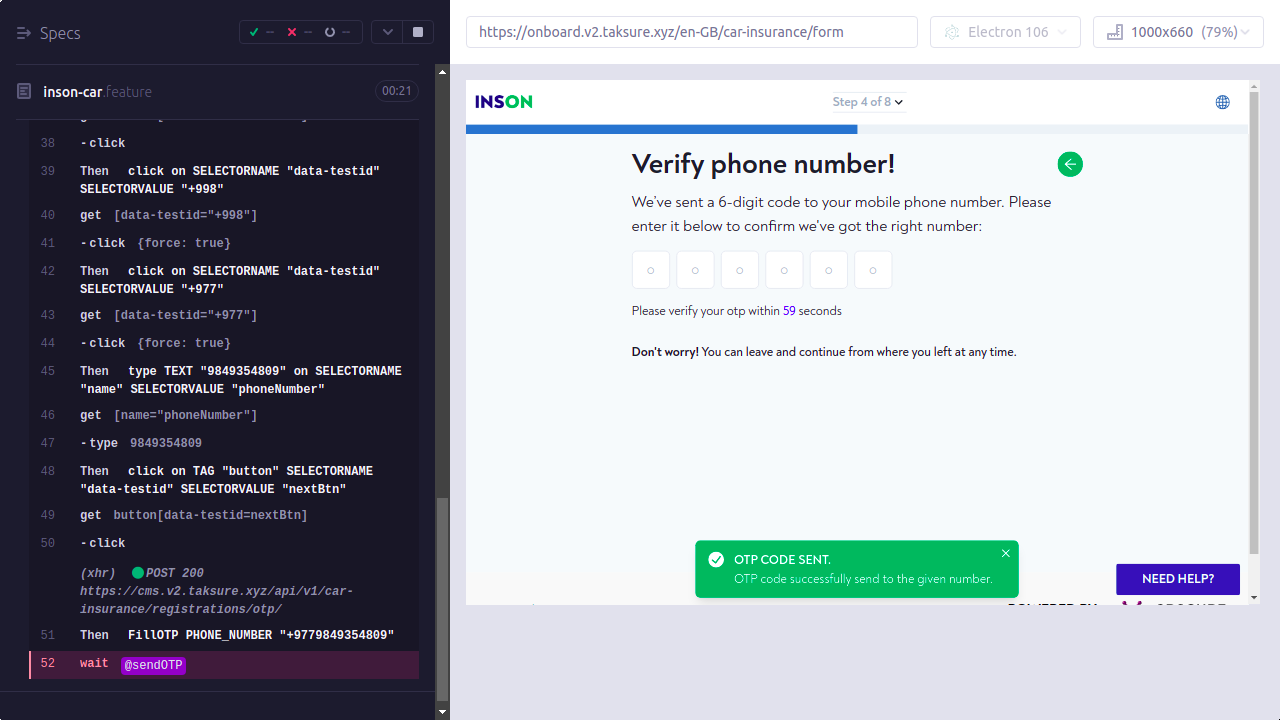 Specs
-- -- --
inson-car.feature
00:21
38 -click
39 Then click on SELECTORNAME "data-testid"
SELECTORVALUE "+998"
40 get [data-testid="+998"]
41 -click {force: true}
42 Then click on SELECTORNAME "data-testid"
SELECTORVALUE "+977"
43 get [data-testid="+977"]
44 -click {force: true}
45 Then type TEXT "9849354809" on SELECTORNAME
"name" SELECTORVALUE "phoneNumber"
46 get [name="phoneNumber"]
47 -type 9849354809
48 Then click on TAG "button" SELECTORNAME
"data-testid" SELECTORVALUE "nextBtn"
49 get button[data-testid=nextBtn]
50 -click
(xhr) POST 200
https://cms.v2.taksure.xyz/api/v1/car-
insurance/registrations/otp/
51 Then FillOTP PHONE_NUMBER "+9779849354809"
52 wait @sendOTP
https://onboard.v2.taksure.xyz/en-GB/car-insurance/form
Electron 106
1000x660 (79%)
INSON
Step 4 of 8
Verify phone number!
We've sent a 6-digit code to your mobile phone number. Please
enter it below to confirm we've got the right number:
Please verify your otp within 59 seconds
Don't worry! You can leave and continue from where you left at any time.
OTP CODE SENT.
OTP code successfully send to the given number.
NEED HELP?